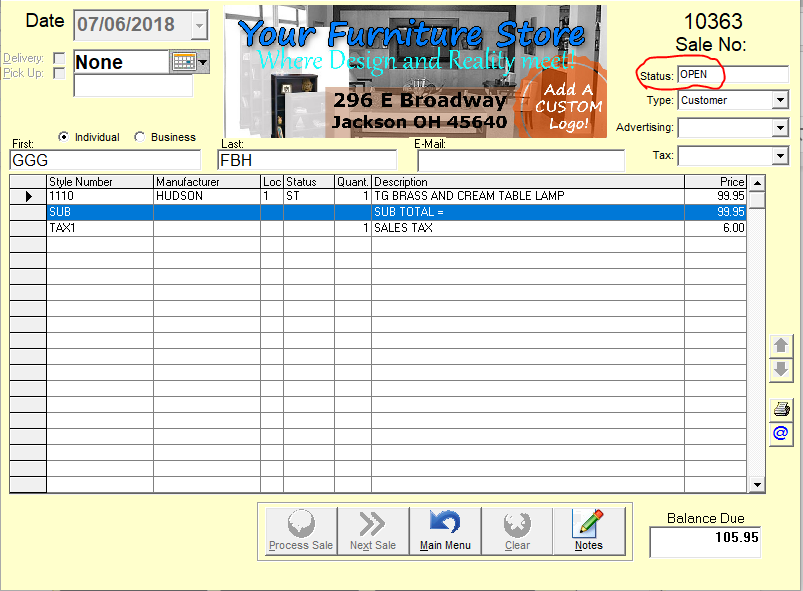 Date 07/06/2018
Delivery:
Pick Up:
None
Your Furniture Store
Where Design and Reality meet!
296 E Broadway
Jackson OH 45640
Add A
CUSTOM
Logo!
10363
Sale No:
Status: OPEN
Type: Customer
Advertising:
Tax:
Individual Business
First: Last: E-Mail:
GGG FBH
Style Number Manufacturer Loc Status Quant. Description Price
1110 HUDSON 1 ST 1 TG BRASS AND CREAM TABLE LAMP 99.95
SUB SUB TOTAL = 99.95
TAX1 1 SALES TAX 6.00
@
Process Sale Next Sale Main Menu Clear Notes
Balance Due
105.95